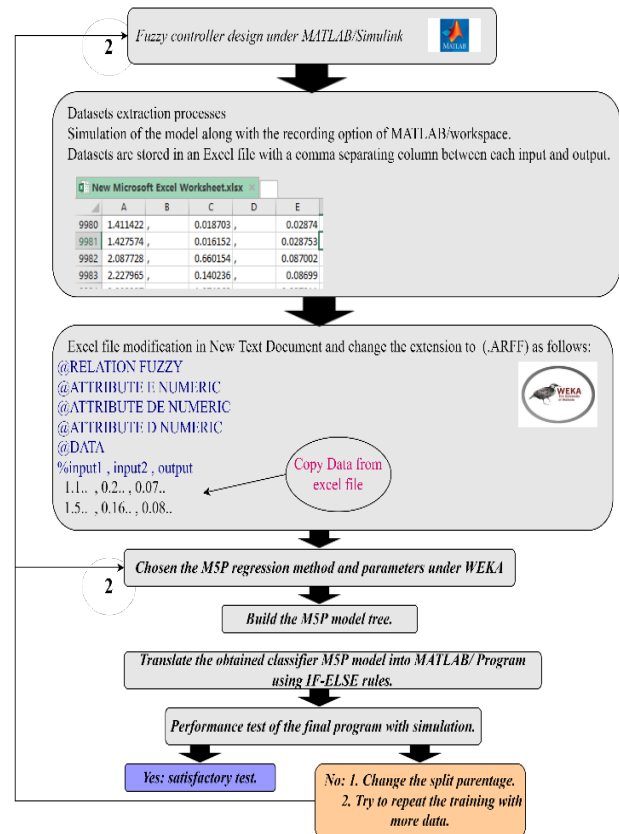 2
Fuzzy controller design under MATLAB/Simulink
MATLAB
Datasets extraction processes
Simulation of the model along with the recording option of MATLAB/workspace.
Datasets are stored in an Excel file with a comma separating column between each input and output.
New Microsoft Excel Worksheet.xlsx ×
A B C D E
9980 1.411422 , 0.018703 , 0.02874
9981 1.427574 , 0.016152 , 0.028753
9982 2.087728 , 0.660154 , 0.087002
9983 2.227965 , 0.140236 , 0.08699
Excel file modification in New Text Document and change the extension to (.ARFF) as follows:
@RELATION FUZZY
@ATTRIBUTE E NUMERIC
@ATTRIBUTE DE NUMERIC
@ATTRIBUTE D NUMERIC
@DATA
%input1 , input2 , output
1.1.. , 0.2.. , 0.07..
1.5.. , 0.16.. , 0.08..
WEKA
Copy Data from
excel file
2
Chosen the M5P regression method and parameters under WEKA
Build the M5P model tree.
Translate the obtained classifier M5P model into MATLAB/ Program
using IF-ELSE rules.
Performance test of the final program with simulation.
Yes: satisfactory test.
No: 1. Change the split parentage.
2. Try to repeat the training with
more data.